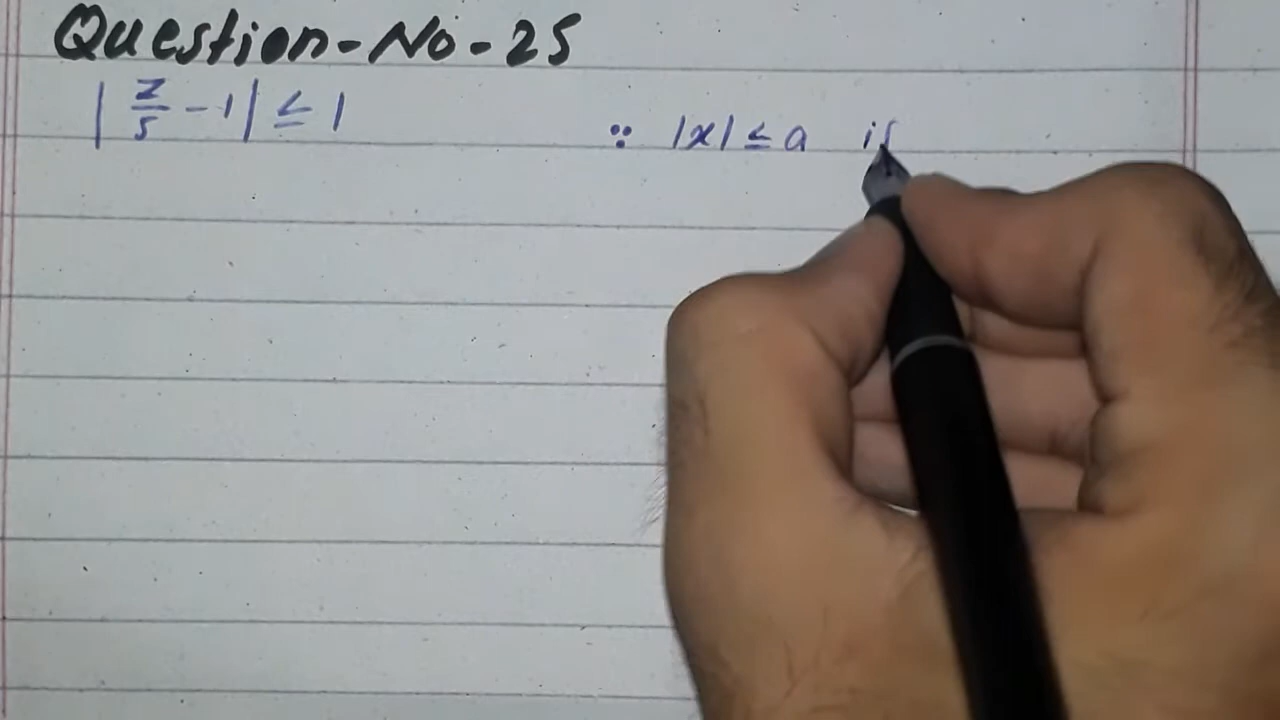 Question-No-25
| z/5 - 1 | ≤ 1
∵ |x| ≤ a if